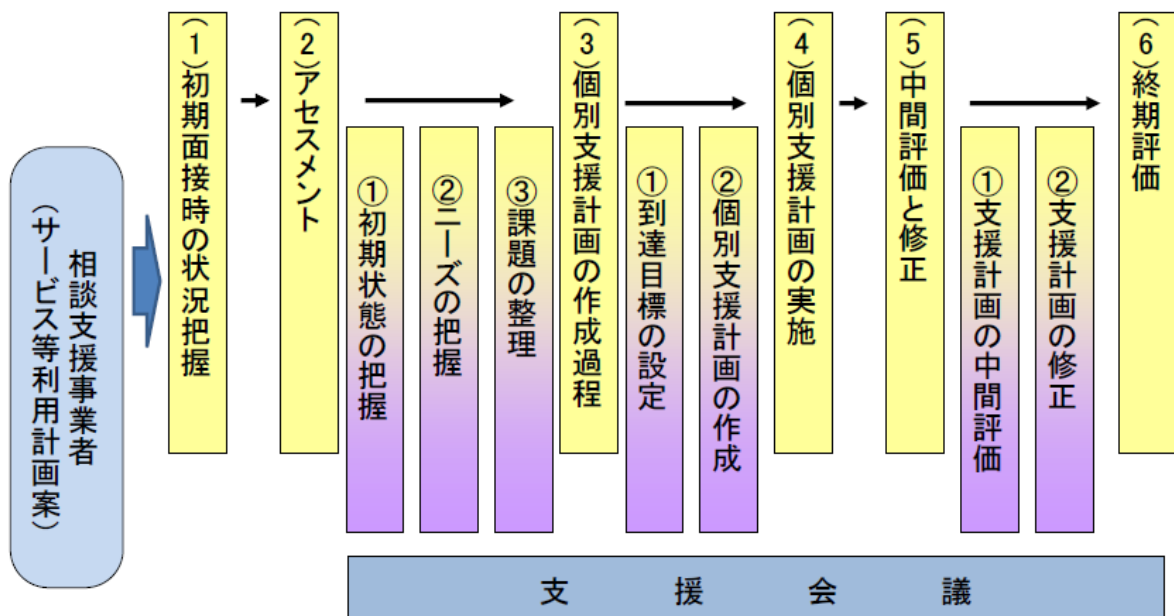 相談支援事業者
（サービス等利用計画案）
（１）初期面接時の状況把握
（２）アセスメント
①初期状態の把握
②ニーズの把握
③課題の整理
（３）個別支援計画の作成過程
①到達目標の設定
②個別支援計画の作成
（４）個別支援計画の実施
（５）中間評価と修正
①支援計画の中間評価
②支援計画の修正
（６）終期評価
支援会議